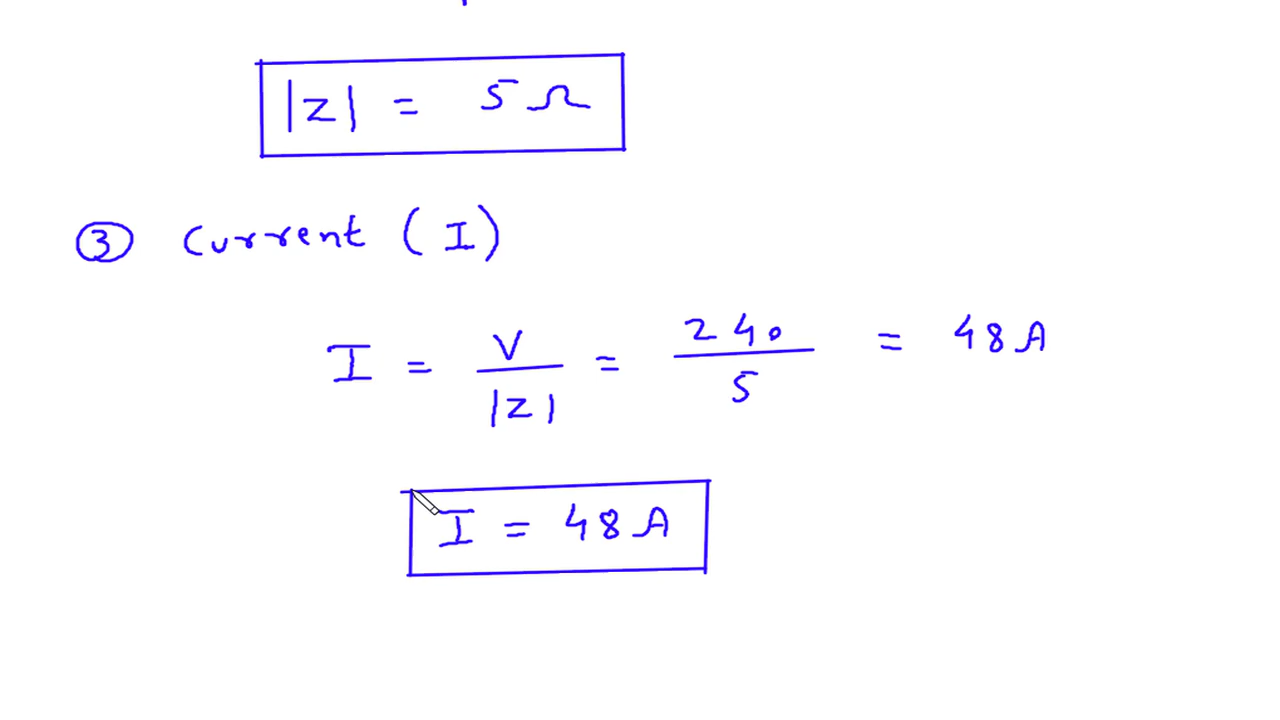 |Z| = 5 Ω
③ Current (I)
I = V/|Z| = 240/5 = 48 A
I = 48 A